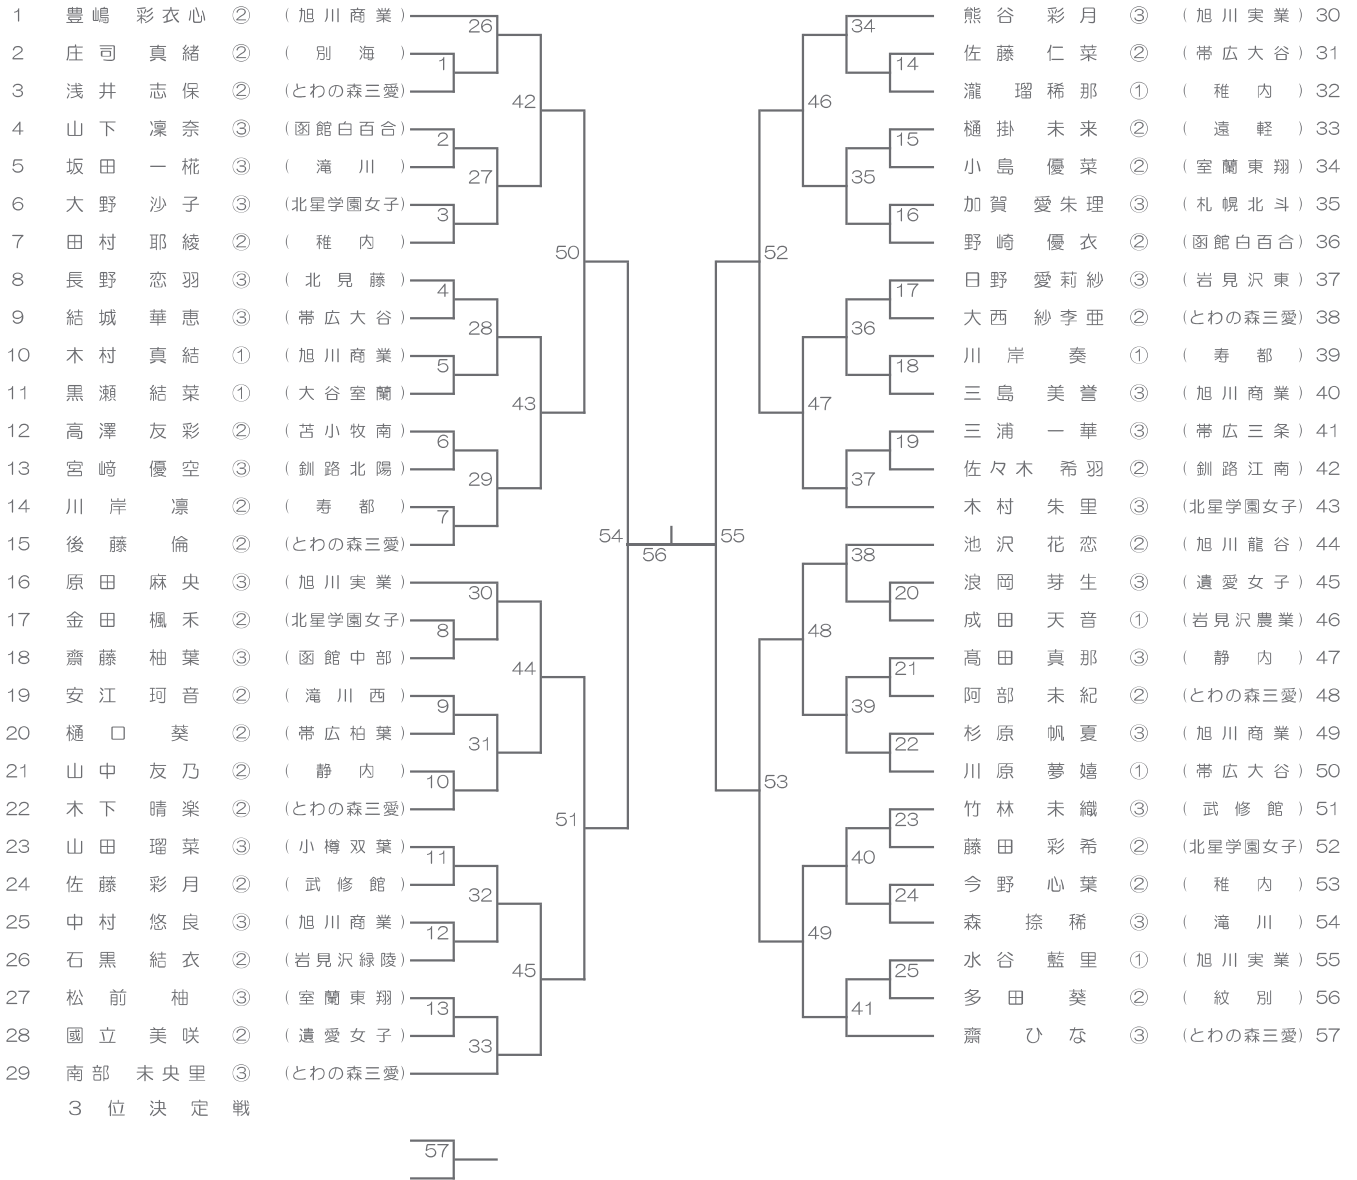 1 豊嶋 彩衣心 ② (旭川商業)
2 庄司 真緒 ② (別海)
3 浅井 志保 ② (とわの森三愛)
4 山下 凜奈 ③ (函館白百合)
5 坂田 一椛 ③ (滝川)
6 大野 沙子 ③ (北星学園女子)
7 田村 耶綾 ② (稚内)
8 長野 恋羽 ③ (北見藤)
9 結城 華恵 ③ (帯広大谷)
10 木村 真結 ① (旭川商業)
11 黒瀬 結菜 ① (大谷室蘭)
12 高澤 友彩 ② (苫小牧南)
13 宮﨑 優空 ③ (釧路北陽)
14 川岸 凛 ② (寿都)
15 後藤 倫 ② (とわの森三愛)
16 原田 麻央 ③ (旭川実業)
17 金田 楓禾 ② (北星学園女子)
18 齋藤 柚葉 ③ (函館中部)
19 安江 珂音 ② (滝川西)
20 樋口 葵 ② (帯広柏葉)
21 山中 友乃 ② (静内)
22 木下 晴楽 ② (とわの森三愛)
23 山田 瑠菜 ③ (小樽双葉)
24 佐藤 彩月 ② (武修館)
25 中村 悠良 ③ (旭川商業)
26 石黒 結衣 ② (岩見沢緑陵)
27 松前 柚 ③ (室蘭東翔)
28 國立 美咲 ② (遺愛女子)
29 南部 未央里 ③ (とわの森三愛)
26
1
42
2
27
3
50
4
28
5
43
6
29
7
54
30
8
44
9
31
10
51
11
32
12
45
13
33
56
55
34
14
46
15
35
16
52
17
36
18
47
19
37
38
20
48
21
39
22
53
23
40
24
49
25
41
熊谷 彩月 ③ (旭川実業) 30
佐藤 仁菜 ② (帯広大谷) 31
瀧 瑠稀那 ① (稚内) 32
樋掛 未来 ② (遠軽) 33
小島 優菜 ② (室蘭東翔) 34
加賀 愛朱理 ③ (札幌北斗) 35
野崎 優衣 ② (函館白百合) 36
日野 愛莉紗 ③ (岩見沢東) 37
大西 紗李亜 ② (とわの森三愛) 38
川岸 奏 ① (寿都) 39
三島 美誉 ③ (旭川商業) 40
三浦 一華 ③ (帯広三条) 41
佐々木 希羽 ② (釧路江南) 42
木村 朱里 ③ (北星学園女子) 43
池沢 花恋 ② (旭川龍谷) 44
浪岡 芽生 ③ (遺愛女子) 45
成田 天音 ① (岩見沢農業) 46
髙田 真那 ③ (静内) 47
阿部 未紀 ② (とわの森三愛) 48
杉原 帆夏 ③ (旭川商業) 49
川原 夢嬉 ① (帯広大谷) 50
竹林 未織 ③ (武修館) 51
藤田 彩希 ② (北星学園女子) 52
今野 心葉 ② (稚内) 53
森 捺稀 ③ (滝川) 54
水谷 藍里 ① (旭川実業) 55
多田 葵 ② (紋別) 56
齋 ひな ③ (とわの森三愛) 57
3位決定戦
57